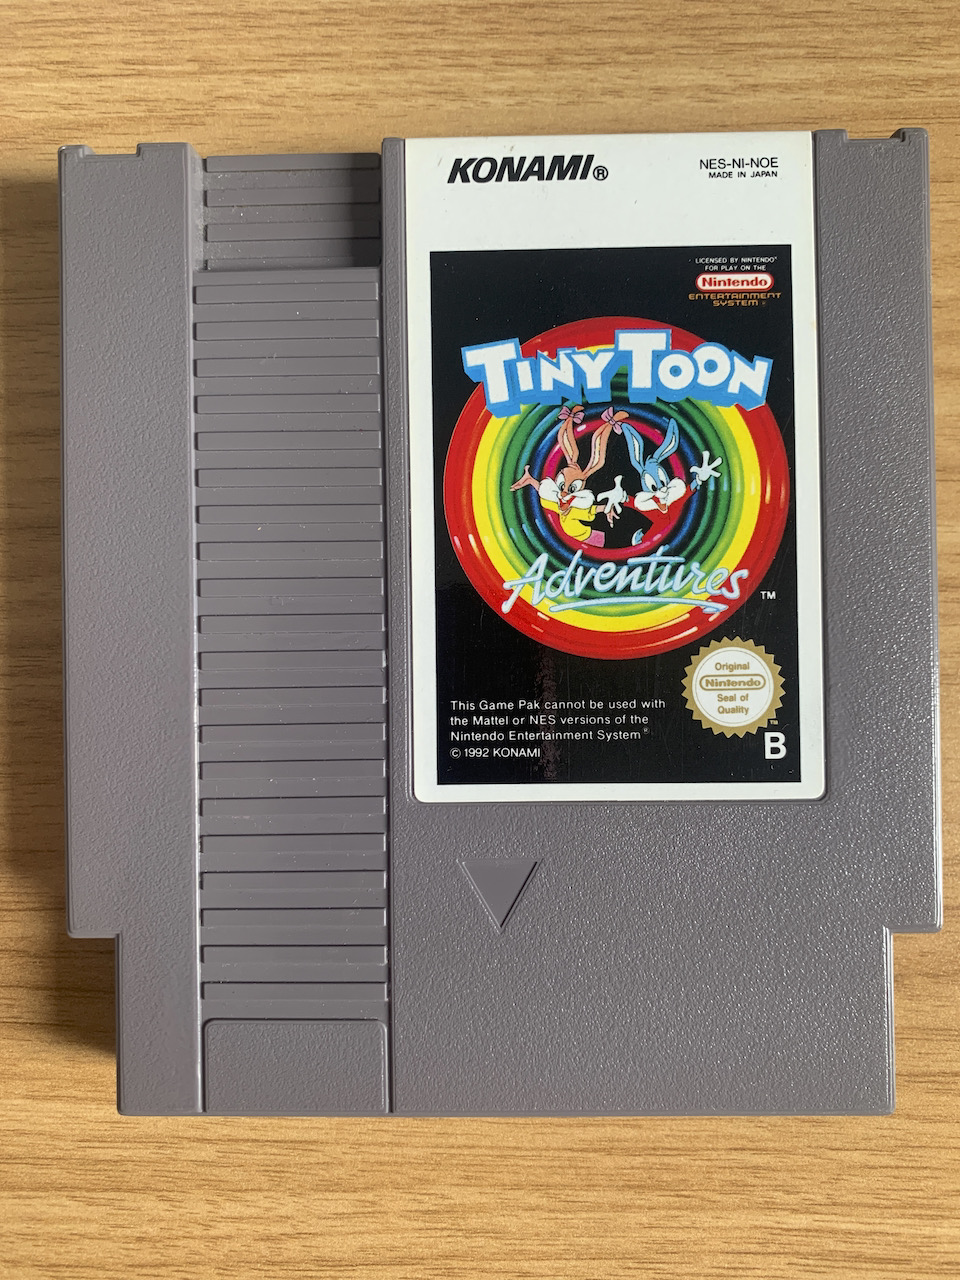 KONAMI®
NES-NI-NOE
MADE IN JAPAN
LICENSED BY NINTENDO®
FOR PLAY ON THE
Nintendo
ENTERTAINMENT
SYSTEM®
TINY TOON
Adventures™
Original
Nintendo
Seal of
Quality
TM
This Game Pak cannot be used with
the Mattel or NES versions of the
Nintendo Entertainment System®
© 1992 KONAMI
B